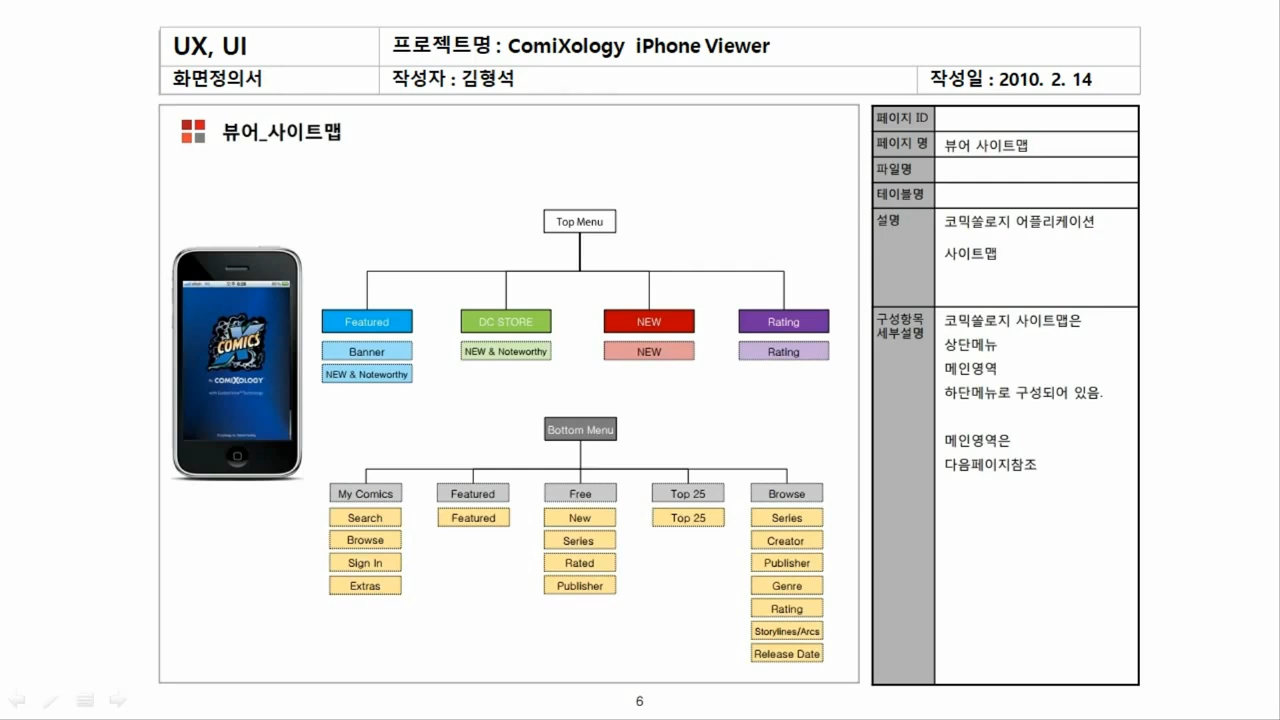 UX, UI
프로젝트명 : ComiXology iPhone Viewer
화면정의서
작성자 : 김형석
작성일 : 2010. 2. 14
뷰어_사이트맵
Top Menu
Featured
DC STORE
NEW
Rating
Banner
NEW & Noteworthy
NEW
Rating
NEW & Noteworthy
COMICS
by COMIXOLOGY
Bottom Menu
My Comics
Featured
Free
Top 25
Browse
Search
Featured
New
Top 25
Series
Browse
Series
Creator
Sign In
Rated
Publisher
Extras
Publisher
Genre
Rating
Storylines/Arcs
Release Date
페이지 ID
페이지 명
뷰어 사이트맵
파일명
테이블명
설명
코믹쏠로지 어플리케이션
사이트맵
구성항목
세부설명
코믹쏠로지 사이트맵은
상단메뉴
메인영역
하단메뉴로 구성되어 있음.
메인영역은
다음페이지참조
6